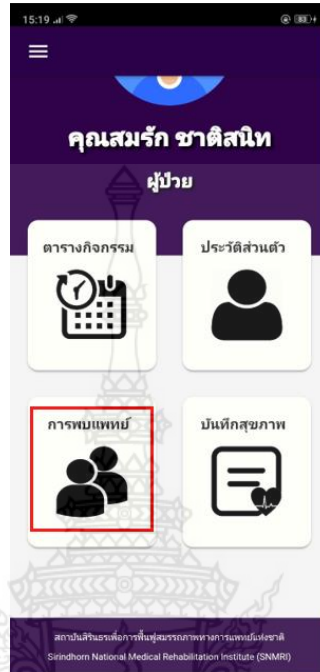 15:19
83
คุณสมรัก ชาติสนิท
ผู้ป่วย
ตารางกิจกรรม
ประวัติส่วนตัว
การพบแพทย์
บันทึกสุขภาพ
สถาบันสิรินธรเพื่อการฟื้นฟูสมรรถภาพทางการแพทย์แห่งชาติ
Sirindhorn National Medical Rehabilitation Institute (SNMRI)